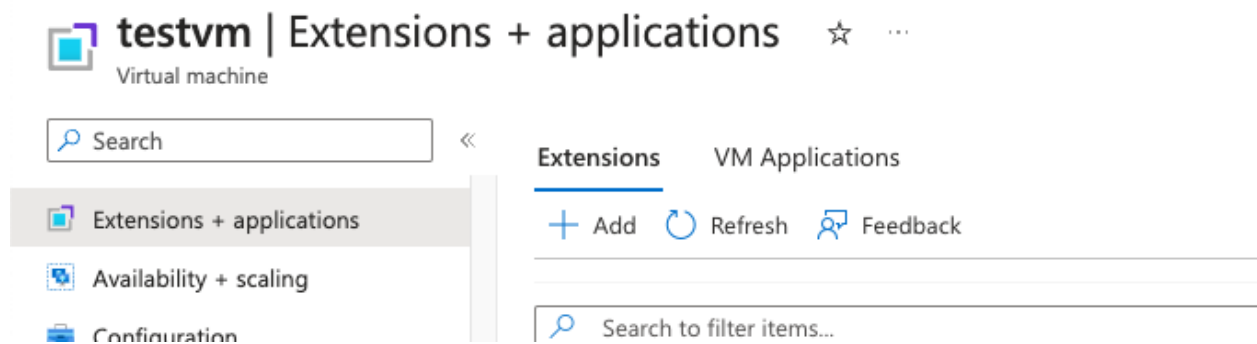 testvm | Extensions + applications
Virtual machine
Search
Extensions + applications
Availability + scaling
Configuration
Extensions VM Applications
Add Refresh Feedback
Search to filter items...